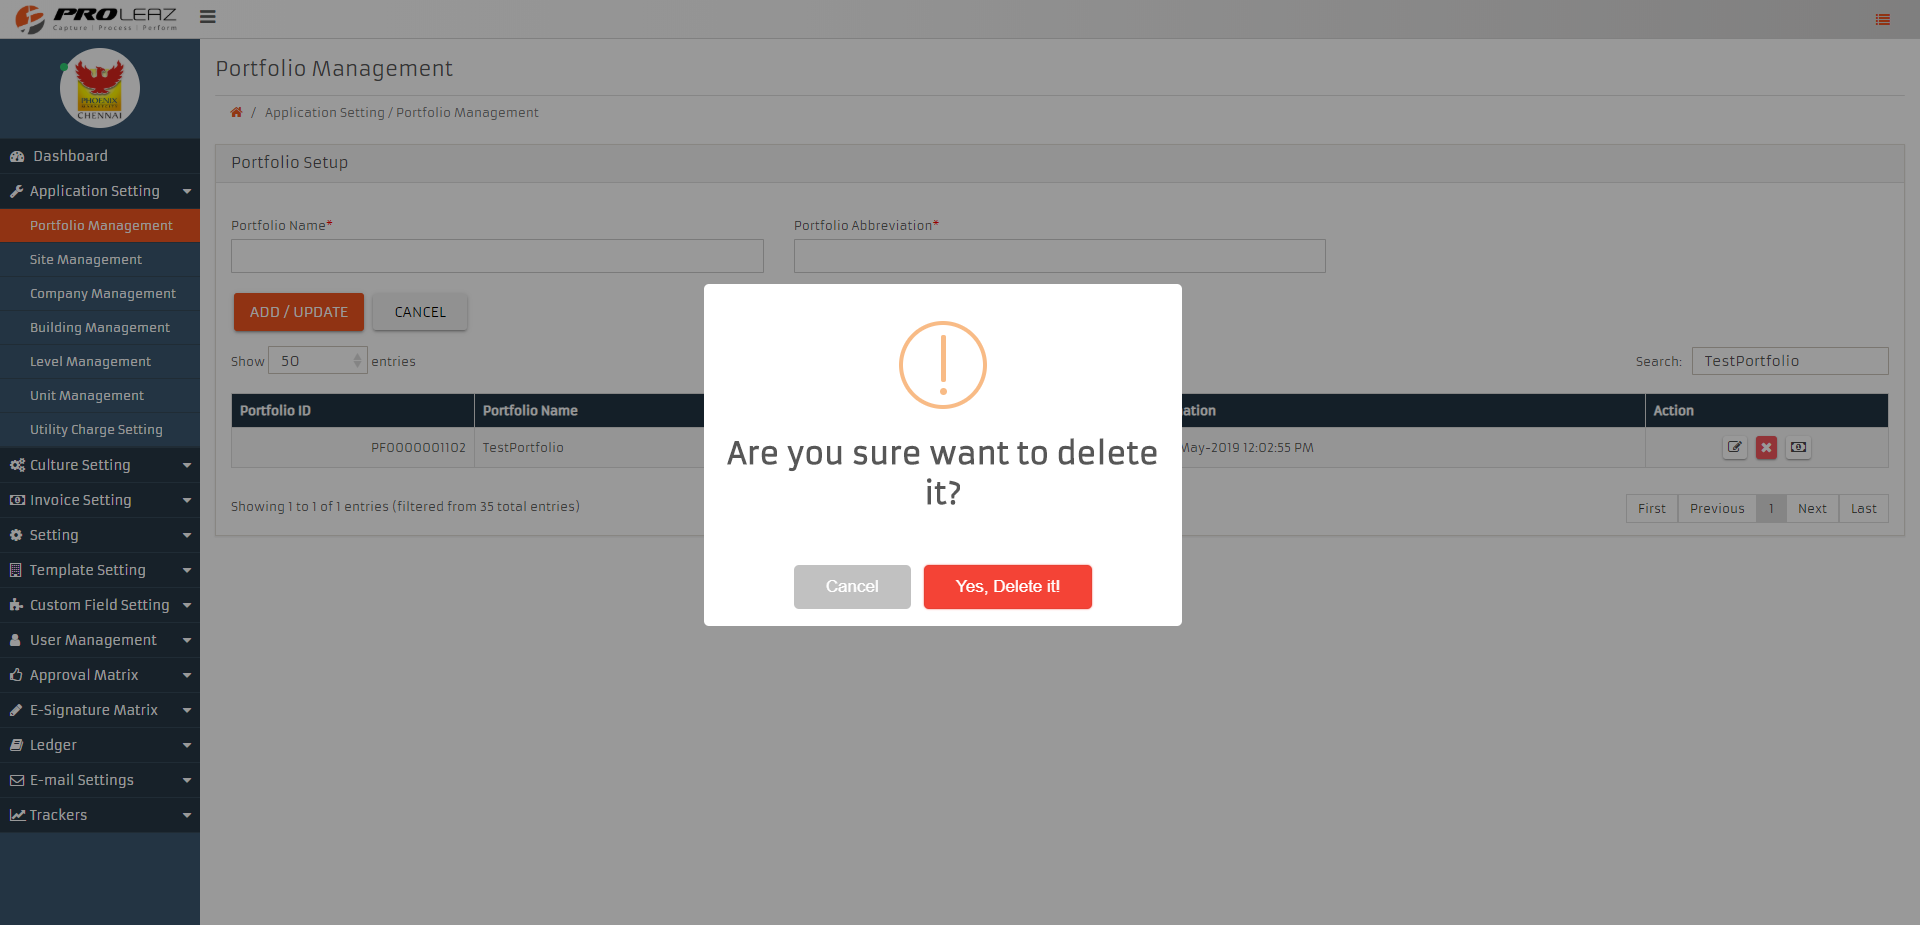 PROLEAZ
Capture | Process | Perform
PHOENIX
MARKETCITY
CHENNAI
Dashboard
Application Setting
Portfolio Management
Site Management
Company Management
Building Management
Level Management
Unit Management
Utility Charge Setting
Culture Setting
Invoice Setting
Setting
Template Setting
Custom Field Setting
User Management
Approval Matrix
E-Signature Matrix
Ledger
E-mail Settings
Trackers
Portfolio Management
/ Application Setting / Portfolio Management
Portfolio Setup
Portfolio Name* Portfolio Abbreviation*
ADD / UPDATE CANCEL
Show 50 entries Search: TestPortfolio
Portfolio ID Portfolio Name ation Action
PF0000001102 TestPortfolio May-2019 12:02:55 PM
Showing 1 to 1 of 1 entries (filtered from 35 total entries) First Previous 1 Next Last
Are you sure want to delete
it?
Cancel Yes, Delete it!